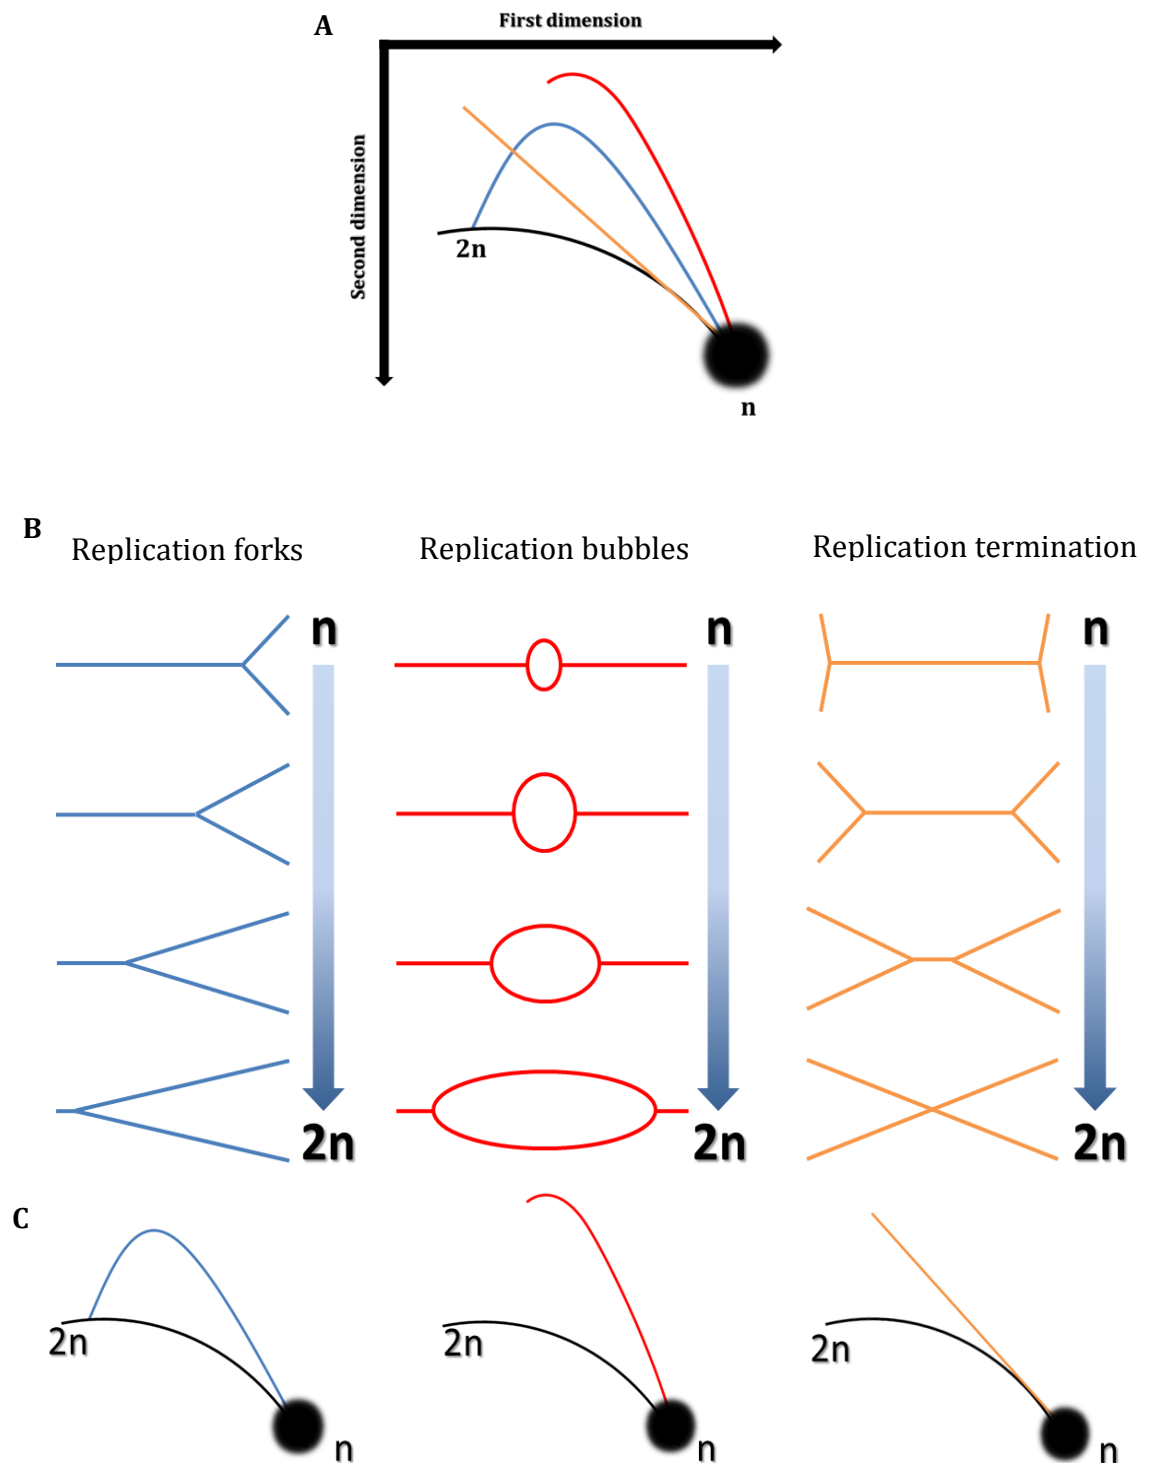 A
First dimension
Second dimension
2n
n
B
Replication forks
Replication bubbles
Replication termination
n
n
n
2n
2n
2n
C
2n
n
2n
n
2n
n